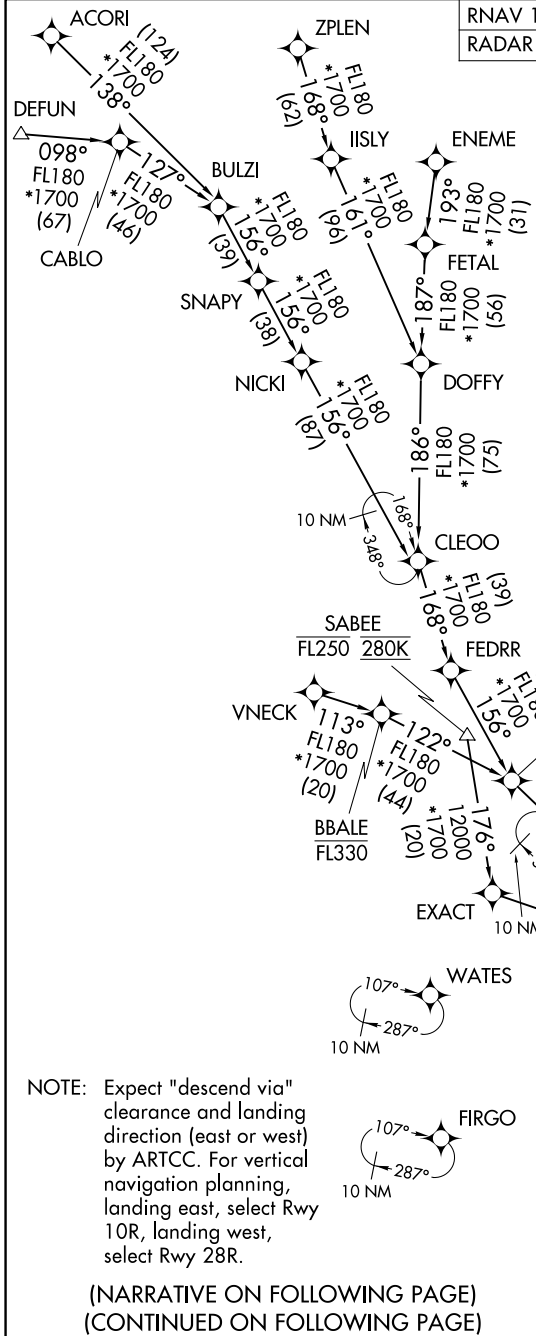 RNAV 1
RADAR
ACORI
(124)
FL180
*1700
138°
ZPLEN
FL180
*1700
168°
(62)
DEFUN
098°
FL180
*1700
(67)
CABLO
127°
FL180
*1700
(46)
BULZI
FL180
*1700
156°
(39)
IISLY
FL180
*1700
161°
(96)
ENEME
193°
FL180
*1700
(31)
FETAL
187°
FL180
*1700
(56)
SNAPY
FL180
*1700
156°
(38)
NICKI
FL180
*1700
156°
(87)
DOFFY
186°
FL180
*1700
(75)
10 NM
168°
348°
CLEOO
(39)
FL180
*1700
168°
SABEE
FL250 280K
FEDRR
*1700
156°
VNECK
113°
FL180
*1700
(20)
122°
FL180
*1700
(44)
BBALE
FL330
176°
12000
*1700
(20)
EXACT
10 NM
WATES
107°
287°
10 NM
FIRGO
107°
287°
10 NM
NOTE: Expect "descend via"
clearance and landing
direction (east or west)
by ARTCC. For vertical
navigation planning,
landing east, select Rwy
10R, landing west,
select Rwy 28R.
(NARRATIVE ON FOLLOWING PAGE)
(CONTINUED ON FOLLOWING PAGE)